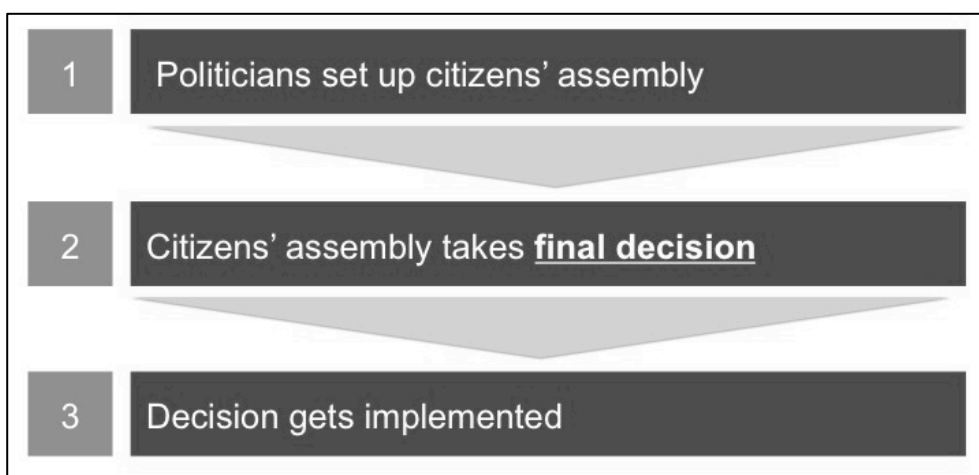 1
Politicians set up citizens’ assembly
2
Citizens’ assembly takes final decision
3
Decision gets implemented